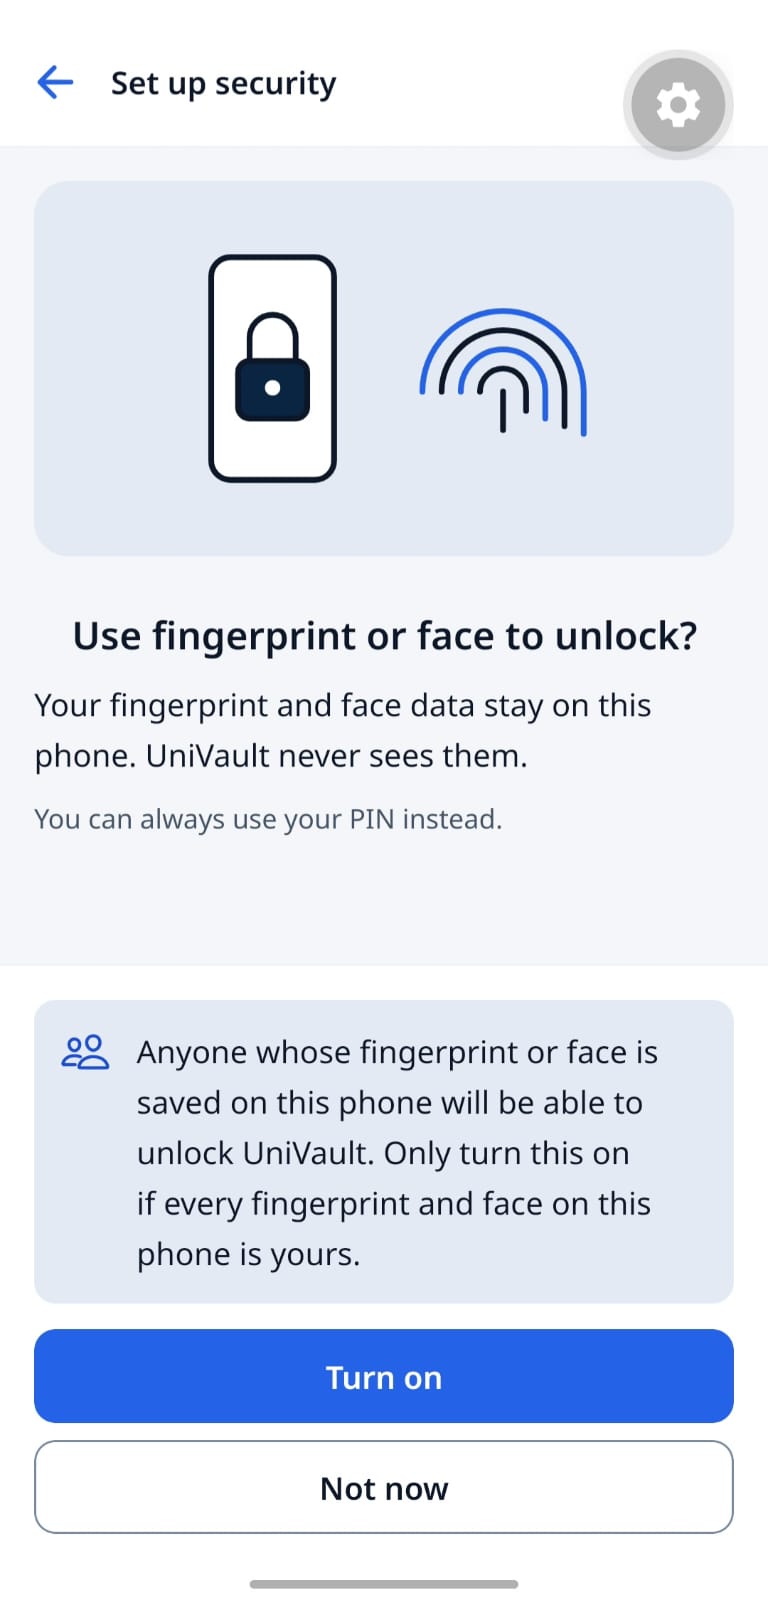 Set up security
Use fingerprint or face to unlock?
Your fingerprint and face data stay on this
phone. UniVault never sees them.
You can always use your PIN instead.
Anyone whose fingerprint or face is
saved on this phone will be able to
unlock UniVault. Only turn this on
if every fingerprint and face on this
phone is yours.
Turn on
Not now